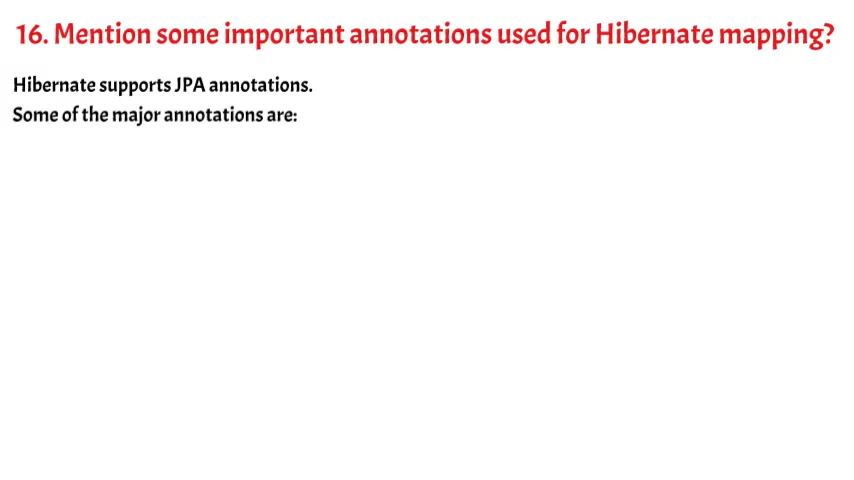 16. Mention some important annotations used for Hibernate mapping?
Hibernate supports JPA annotations.
Some of the major annotations are: